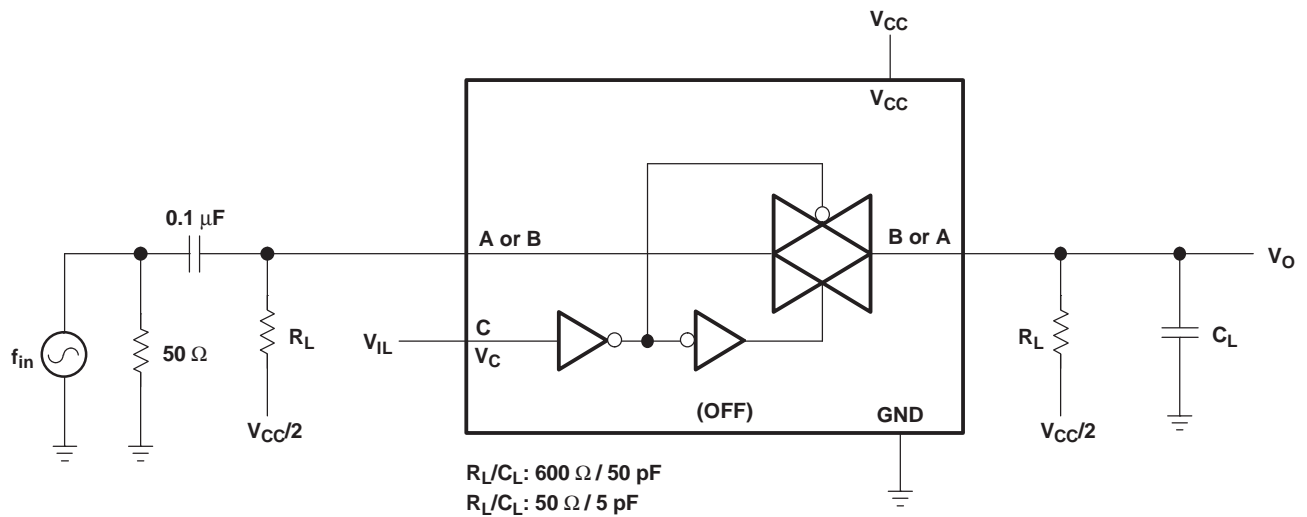 V_CC
V_CC
0.1 μF
A or B
B or A
V_O
f_in
50 Ω
R_L
V_IL
C
V_C
R_L
C_L
(OFF)
GND
V_CC/2
V_CC/2
R_L/C_L: 600 Ω / 50 pF
R_L/C_L: 50 Ω / 5 pF